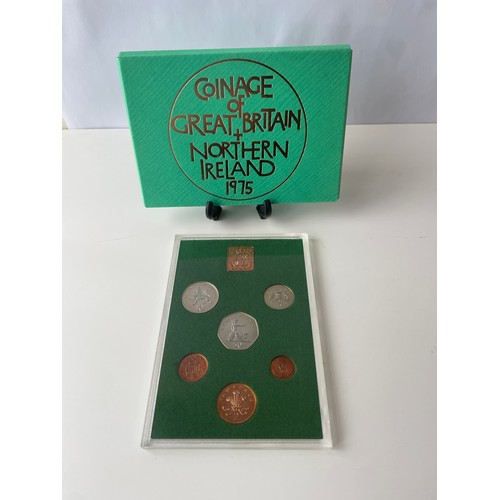 COINAGE
of
GREAT BRITAIN
+
NORTHERN
IRELAND
1975